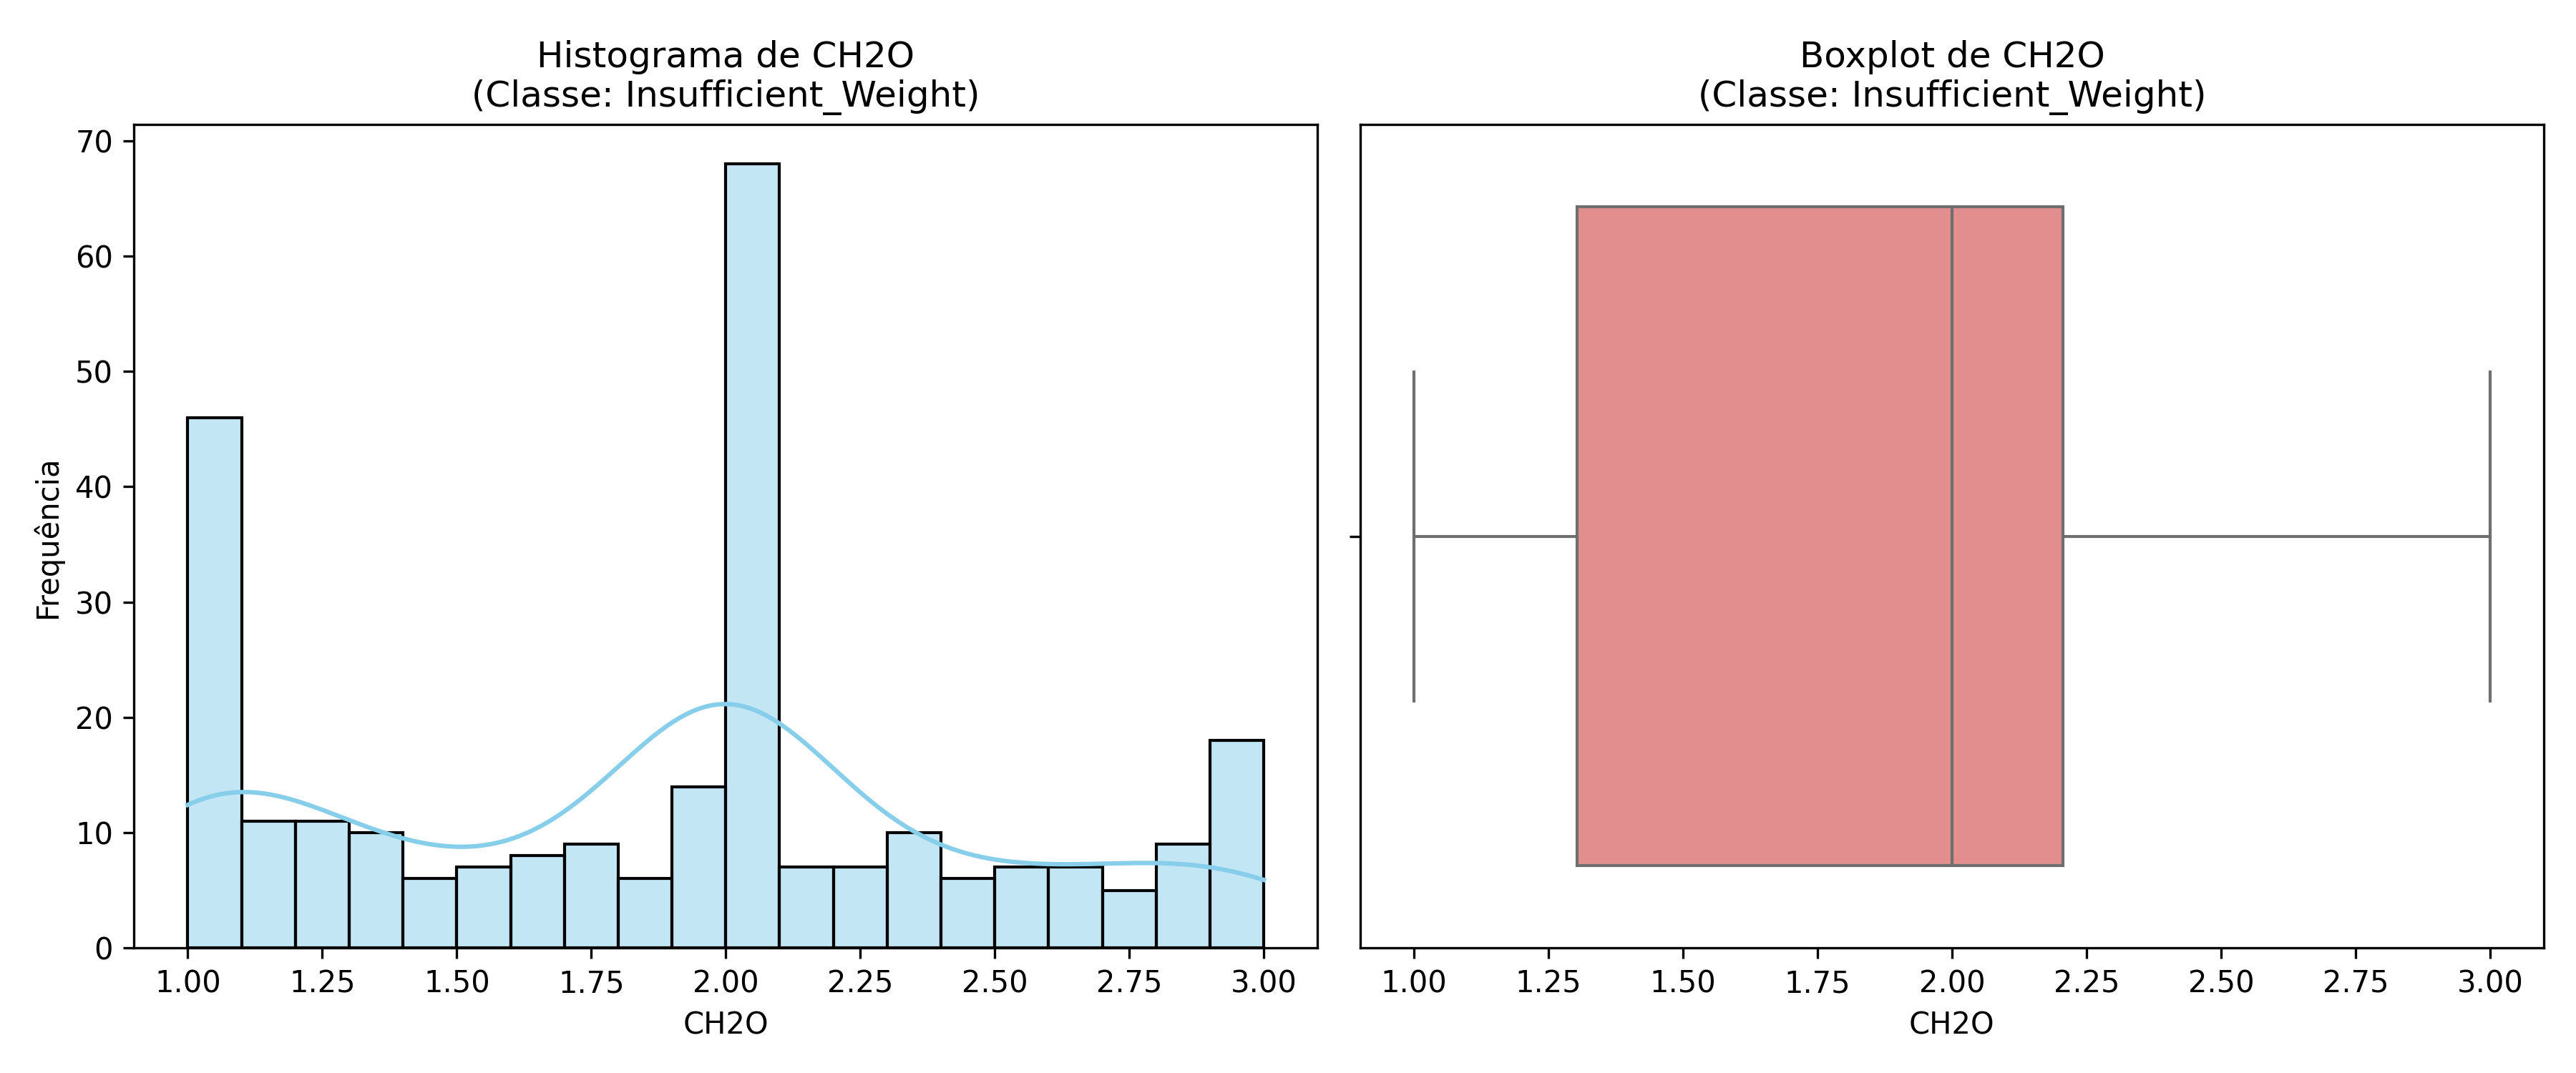 Histograma de CH2O
(Classe: Insufficient_Weight)
70
60
50
40
30
20
10
0
Frequência
1.00 1.25 1.50 1.75 2.00 2.25 2.50 2.75 3.00
CH2O
Boxplot de CH2O
(Classe: Insufficient_Weight)
1.00 1.25 1.50 1.75 2.00 2.25 2.50 2.75 3.00
CH2O